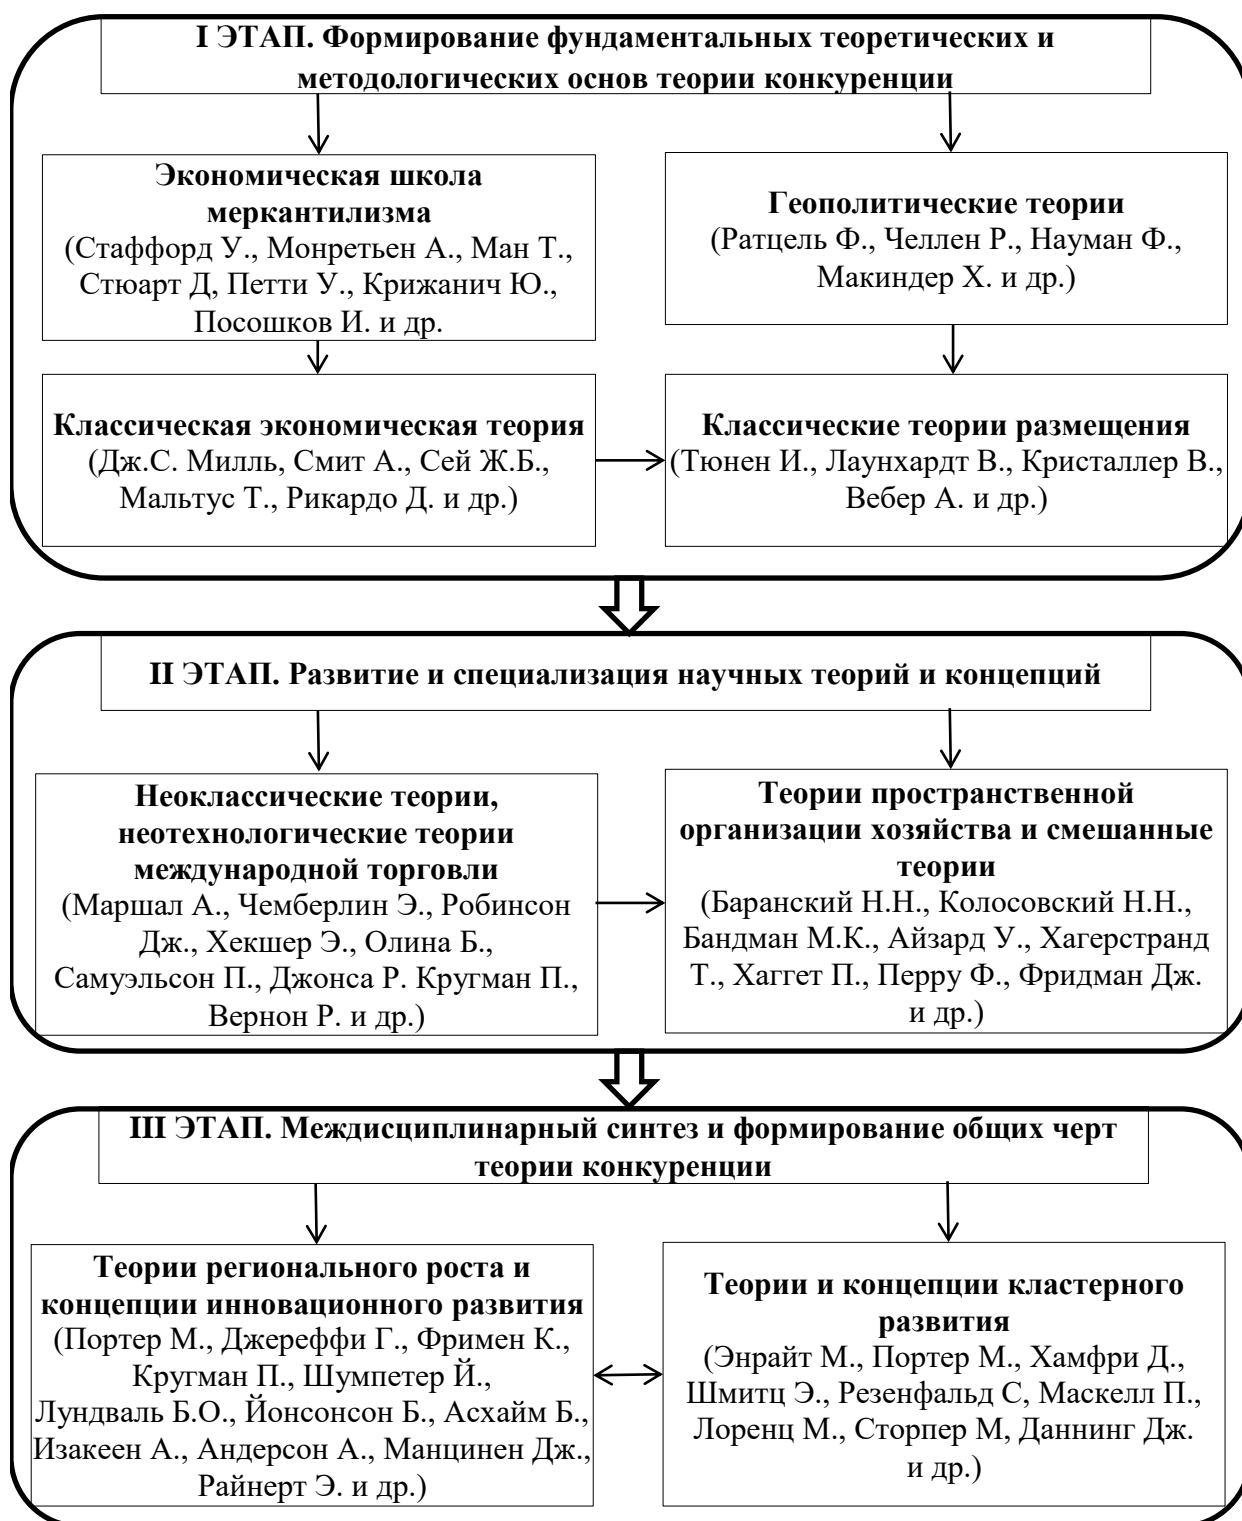 I ЭТАП. Формирование фундаментальных теоретических и
методологических основ теории конкуренции
Экономическая школа
меркантилизма
(Стаффорд У., Монретьен А., Ман Т.,
Стюарт Д, Петти У., Крижанич Ю.,
Посошков И. и др.
Геополитические теории
(Ратцель Ф., Челлен Р., Науман Ф.,
Макиндер Х. и др.)
Классическая экономическая теория
(Дж.С. Милль, Смит А., Сей Ж.Б.,
Мальтус Т., Рикардо Д. и др.)
Классические теории размещения
(Тюнен И., Лаунхардт В., Кристаллер В.,
Вебер А. и др.)
II ЭТАП. Развитие и специализация научных теорий и концепций
Неоклассические теории,
неотехнологические теории
международной торговли
(Маршал А., Чемберлин Э., Робинсон
Дж., Хекшер Э., Олина Б.,
Самуэльсон П., Джонса Р. Кругман П.,
Вернон Р. и др.)
Теории пространственной
организации хозяйства и смешанные
теории
(Баранский Н.Н., Колосовский Н.Н.,
Бандман М.К., Айзард У., Хагерстранд
Т., Хаггет П., Перру Ф., Фридман Дж.
и др.)
III ЭТАП. Междисциплинарный синтез и формирование общих черт
теории конкуренции
Теории регионального роста и
концепции инновационного развития
(Портер М., Джереффи Г., Фримен К.,
Кругман П., Шумпетер Й.,
Лундваль Б.О., Йонсонсон Б., Асхайм Б.,
Изакеен А., Андерсон А., Манцинен Дж.,
Райнерт Э. и др.)
Теории и концепции кластерного
развития
(Энрайт М., Портер М., Хамфри Д.,
Шмитц Э., Резенфальд С, Маскелл П.,
Лоренц М., Сторпер М, Даннинг Дж.
и др.)